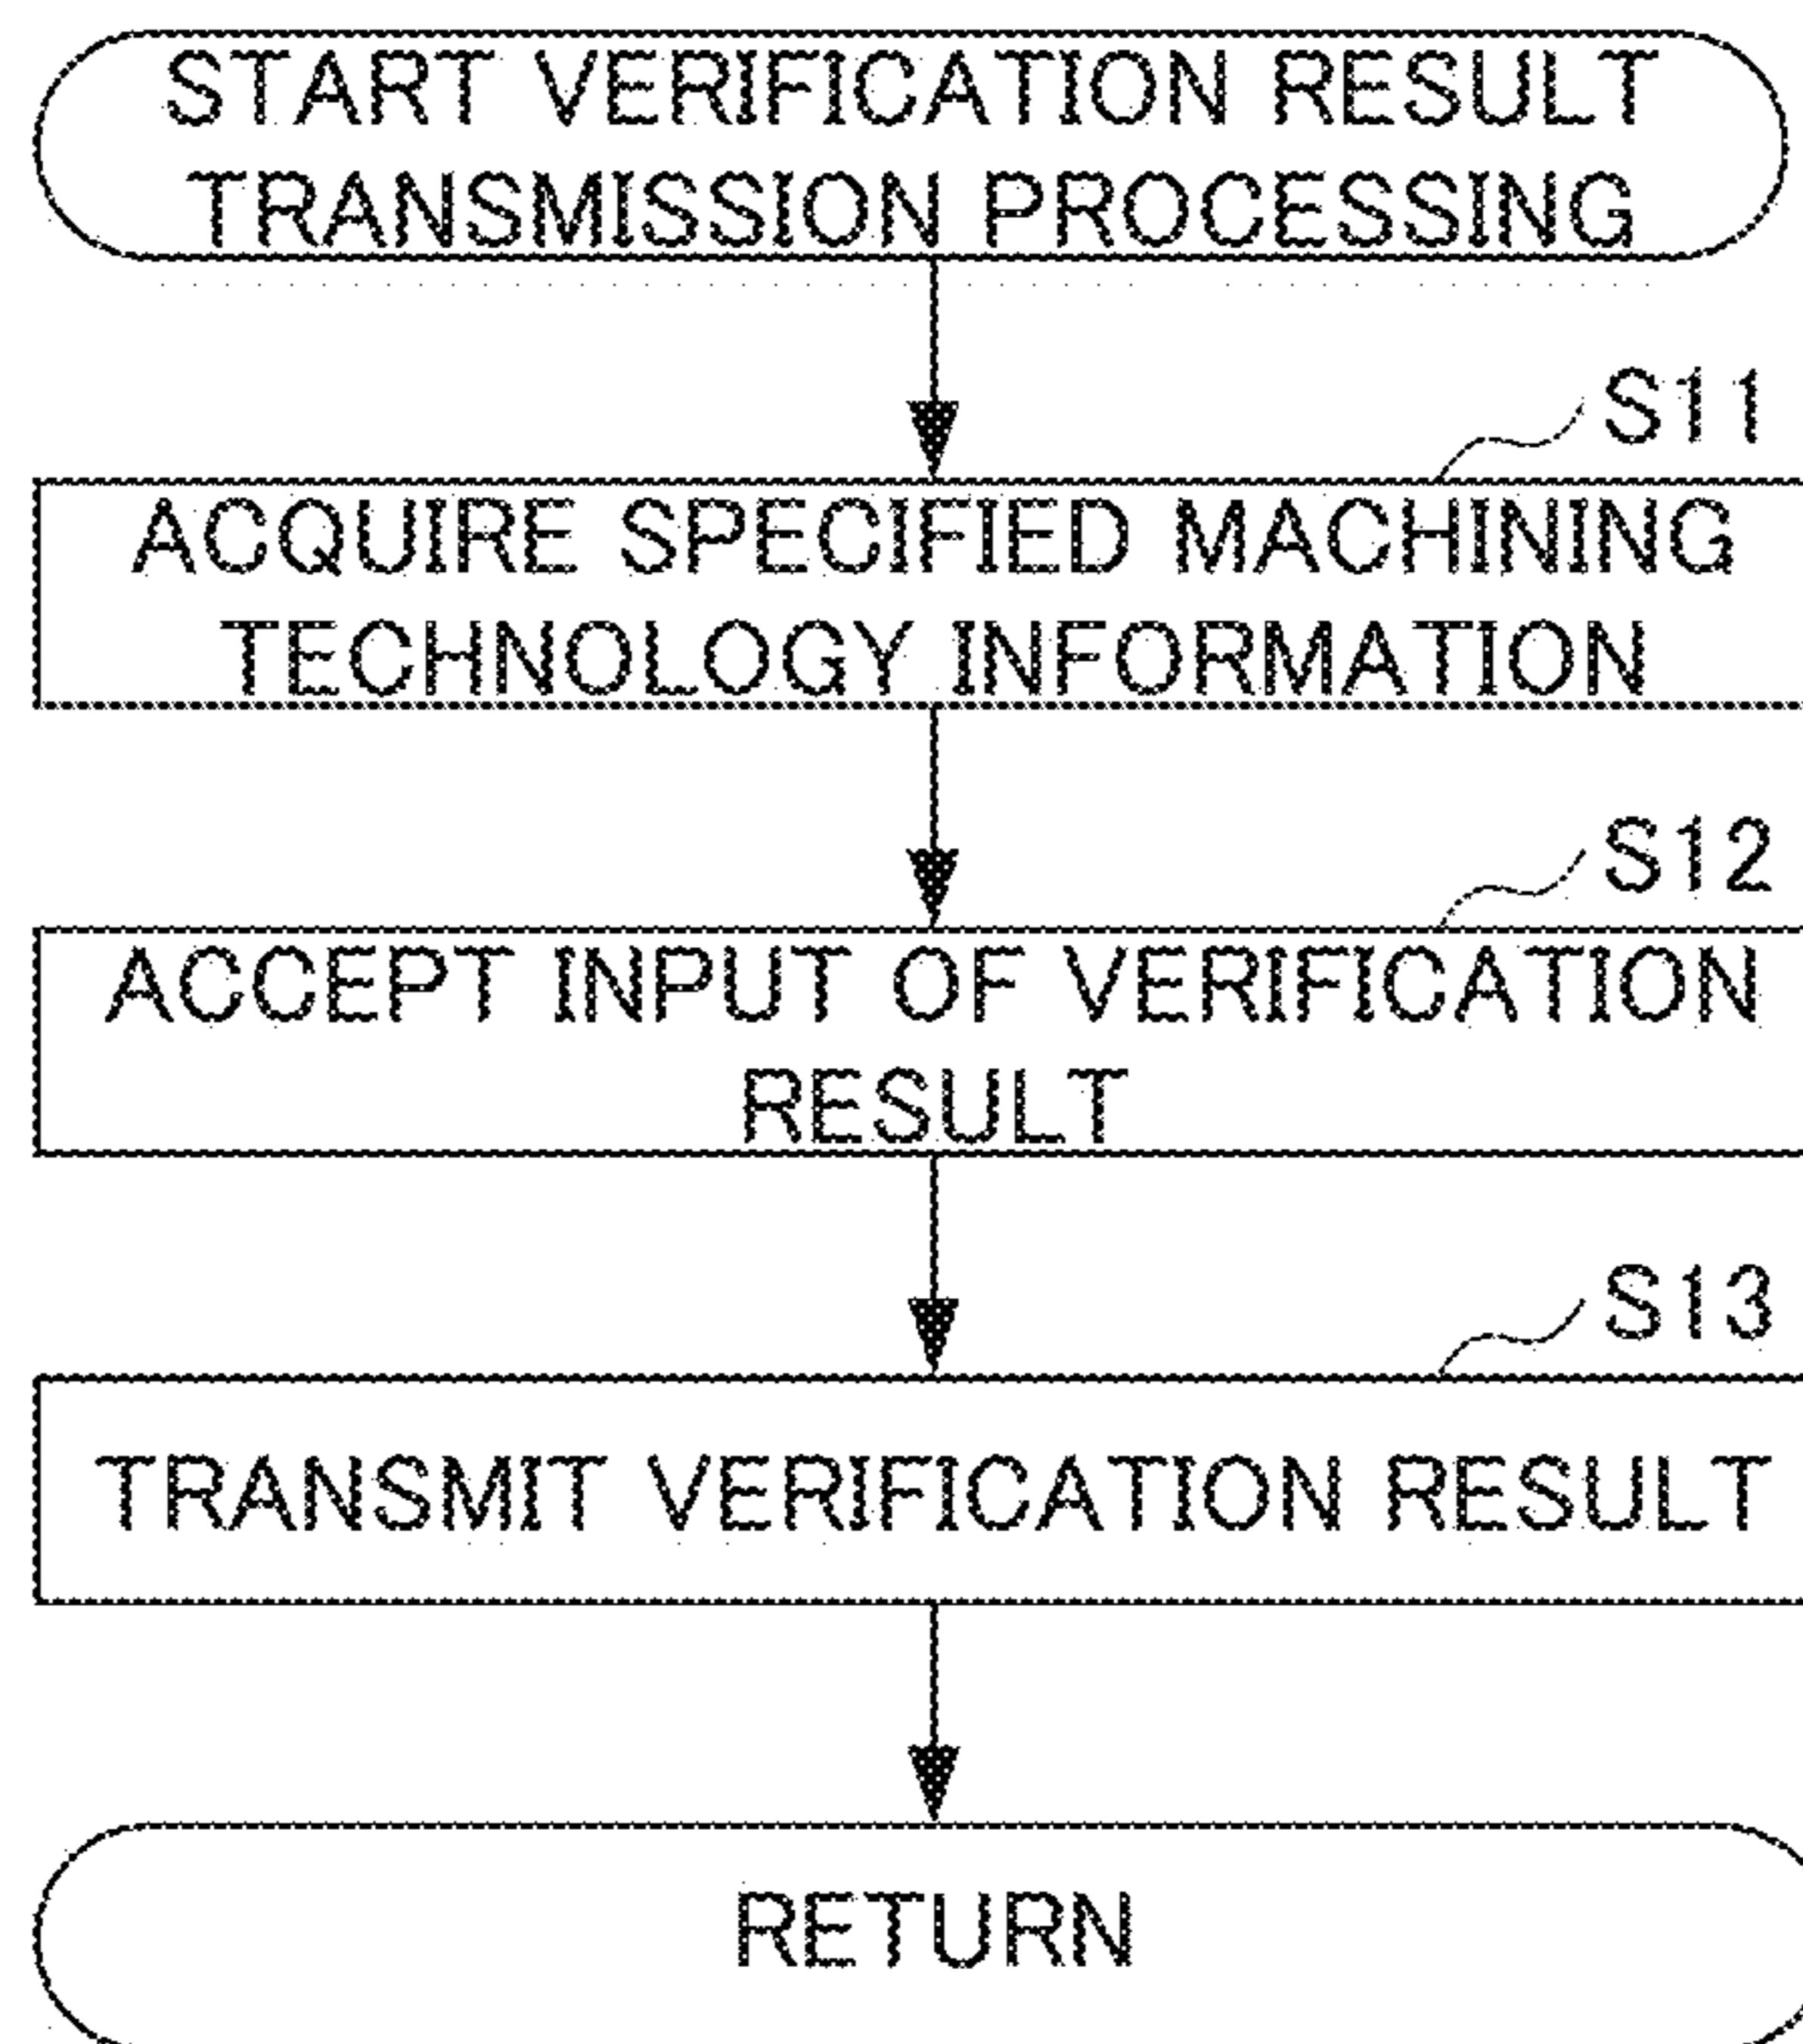 START VERIFICATION RESULT
TRANSMISSION PROCESSING
S11
ACQUIRE SPECIFIED MACHINING
TECHNOLOGY INFORMATION
S12
ACCEPT INPUT OF VERIFICATION
RESULT
S13
TRANSMIT VERIFICATION RESULT
RETURN